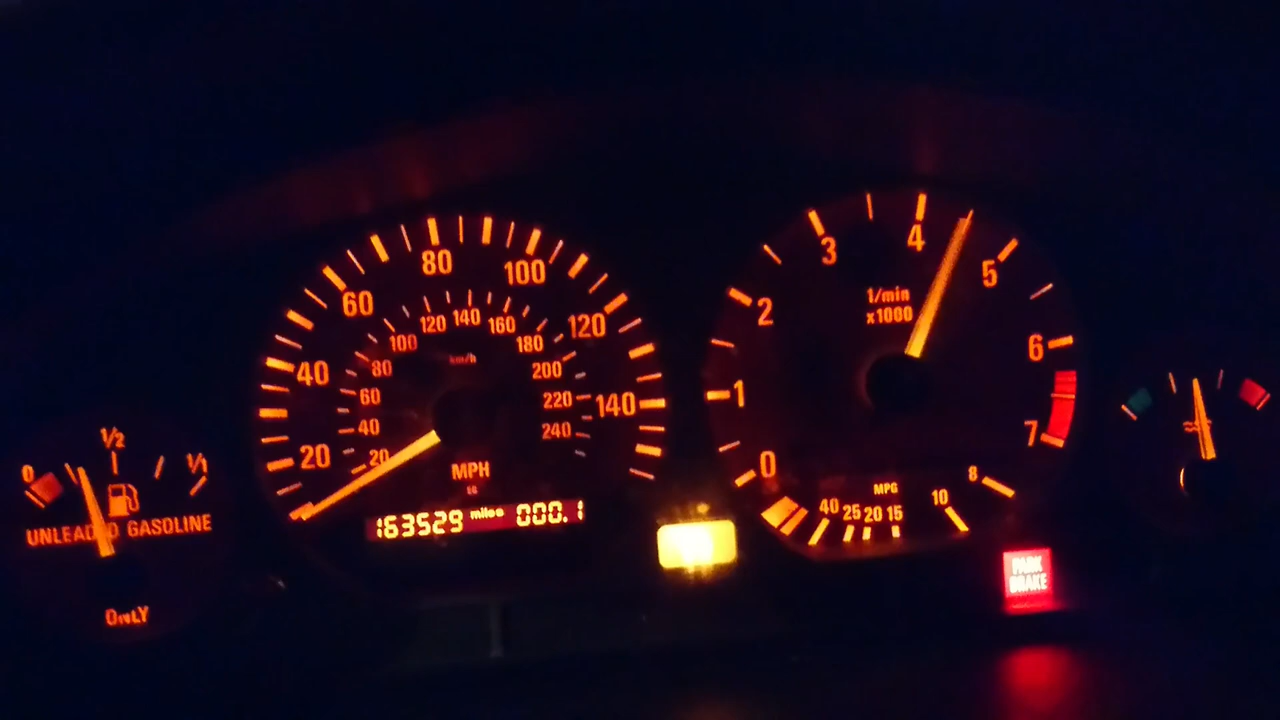 0
1/2
1/1
UNLEADED GASOLINE
ONLY
20
40
60
80
100
120
140
20
40
60
80
100
120
140
160
180
200
220
240
km/h
MPH
163529 miles 000.1
0
1
2
3
4
5
6
7
1/min
x1000
MPG
40 25 20 15
10
8
PARK
BRAKE